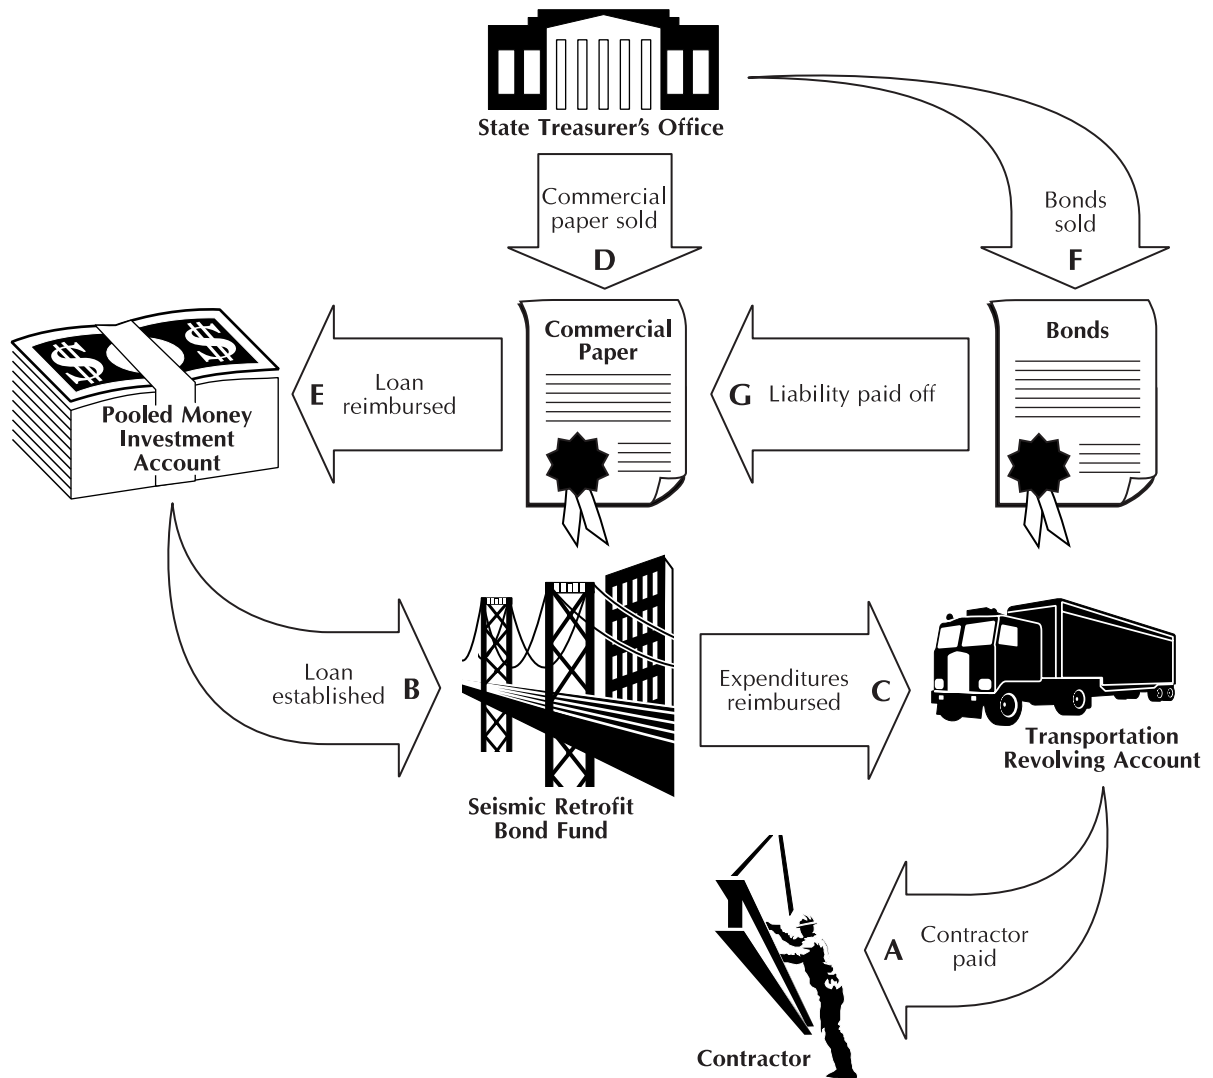 State Treasurer's Office
Commercial
paper sold
D
Bonds
sold
F
Commercial
Paper
Bonds
E
Loan
reimbursed
G
Liability paid off
$
$
Pooled Money
Investment
Account
Loan
established
B
Expenditures
reimbursed
C
Seismic Retrofit
Bond Fund
Transportation
Revolving Account
A
Contractor
paid
Contractor